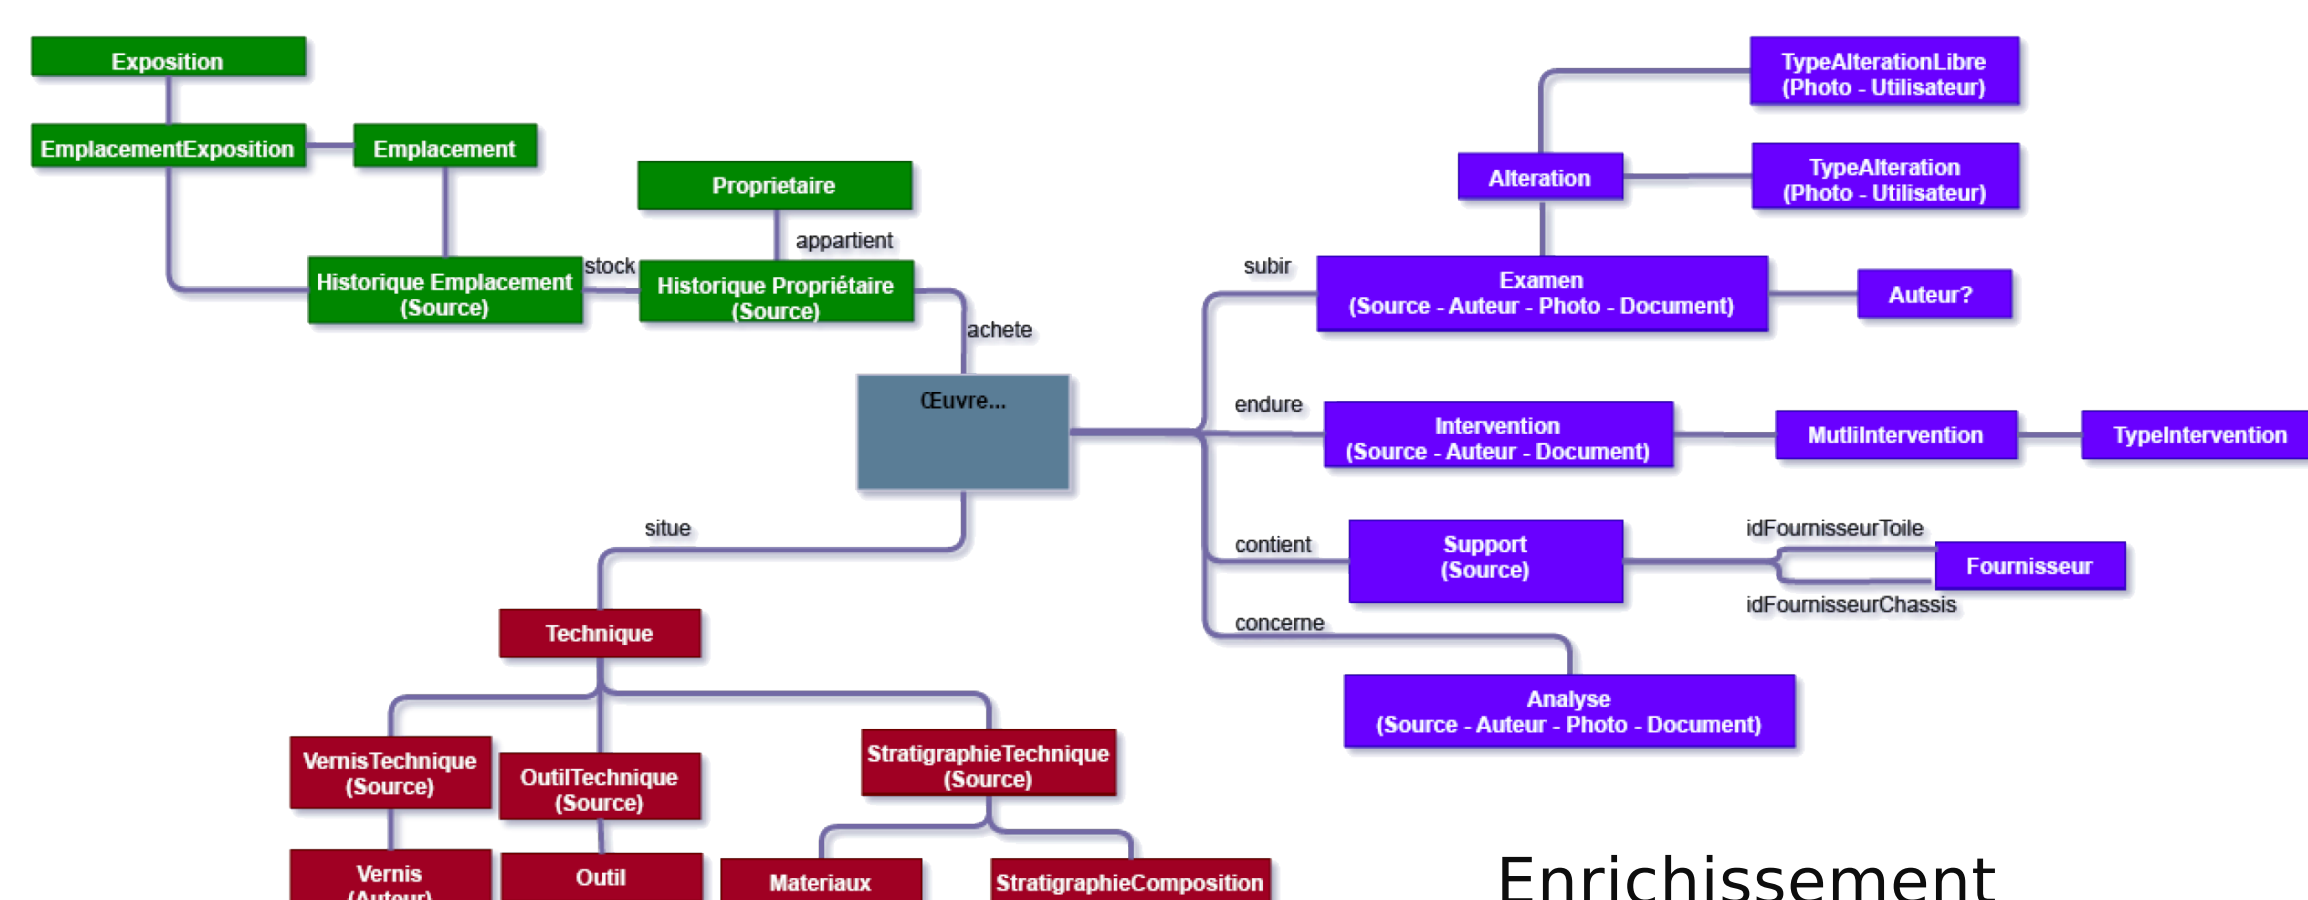 Exposition
EmplacementExposition
Emplacement
Proprietaire
appartient
Historique Emplacement
(Source)
stock
Historique Propriétaire
(Source)
achete
Œuvre...
TypeAlterationLibre
(Photo - Utilisateur)
Alteration
TypeAlteration
(Photo - Utilisateur)
subir
Examen
(Source - Auteur - Photo - Document)
Auteur?
endure
Intervention
(Source - Auteur - Document)
MutliIntervention
TypeIntervention
contient
Support
(Source)
idFournisseurToile
Fournisseur
idFournisseurChassis
concerne
Analyse
(Source - Auteur - Photo - Document)
situe
Technique
VernisTechnique
(Source)
OutilTechnique
(Source)
StratigraphieTechnique
(Source)
Vernis
(Auteur)
Outil
Materiaux
StratigraphieComposition
Enrichissement